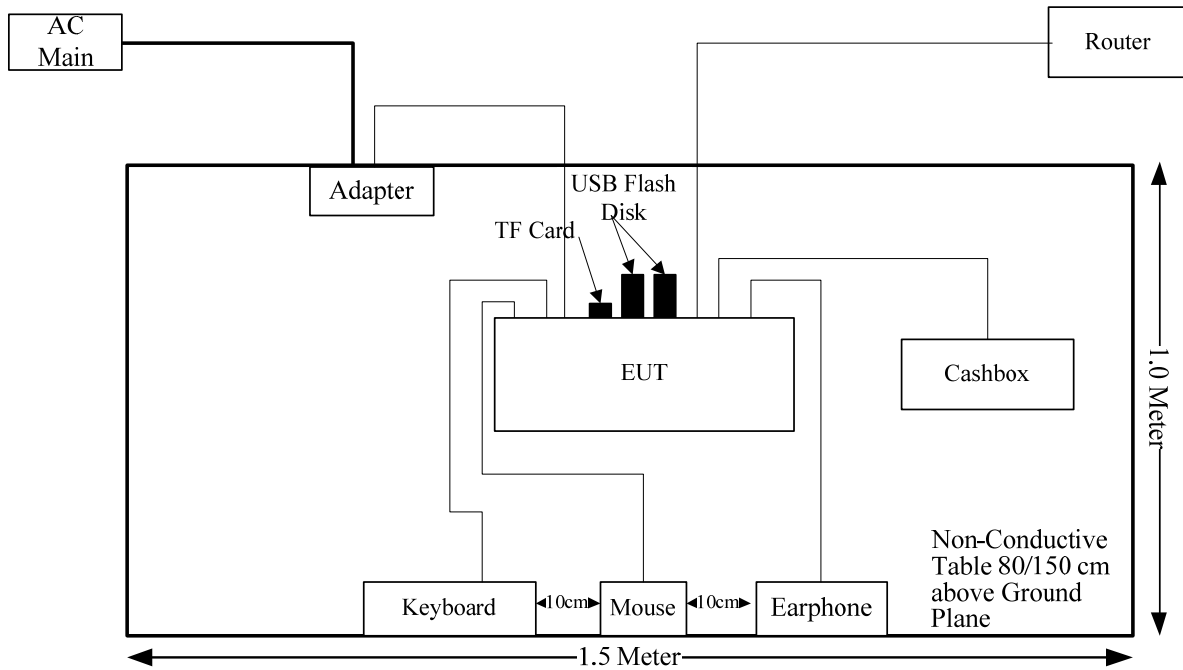 AC
Main
Router
Adapter
USB Flash
Disk
TF Card
EUT
Cashbox
1.0 Meter
Non-Conductive
Table 80/150 cm
above Ground
Plane
Keyboard
10cm
Mouse
10cm
Earphone
1.5 Meter